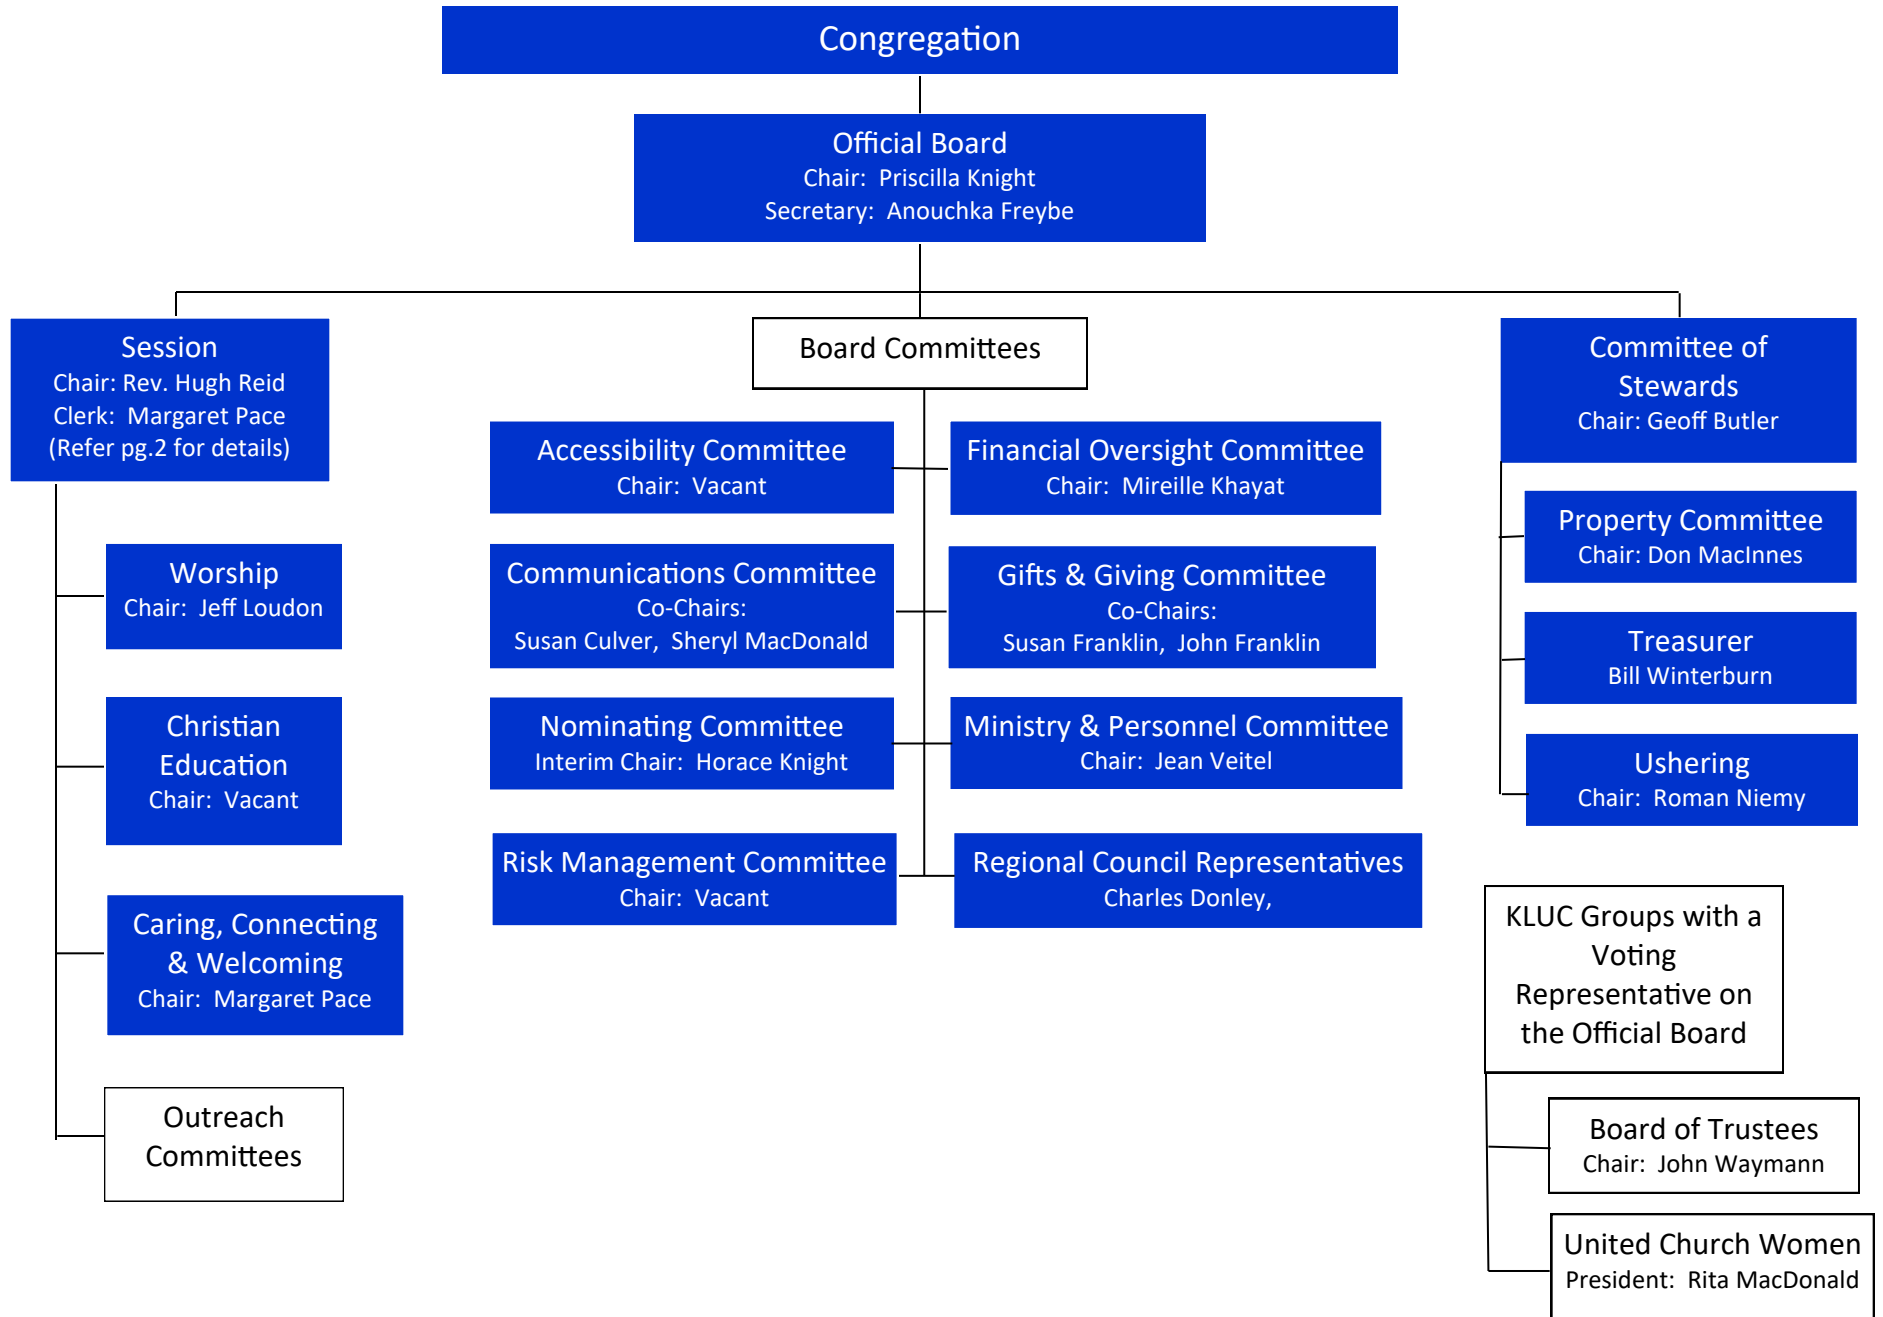 Congregation
Official Board
Chair:  Priscilla Knight
Secretary:  Anouchka Freybe
Session
Chair: Rev. Hugh Reid
Clerk:  Margaret Pace
(Refer pg.2 for details)
Worship
Chair:  Jeff Loudon
Christian
Education
Chair:  Vacant
Caring, Connecting
& Welcoming
Chair:  Margaret Pace
Outreach
Committees
Board Committees
Accessibility Committee
Chair:  Vacant
Financial Oversight Committee
Chair:  Mireille Khayat
Communications Committee
Co-Chairs:
Susan Culver,  Sheryl MacDonald
Gifts & Giving Committee
Co-Chairs:
Susan Franklin,  John Franklin
Nominating Committee
Interim Chair:  Horace Knight
Ministry & Personnel Committee
Chair:  Jean Veitel
Risk Management Committee
Chair:  Vacant
Regional Council Representatives
Charles Donley,
Committee of
Stewards
Chair: Geoff Butler
Property Committee
Chair: Don MacInnes
Treasurer
Bill Winterburn
Ushering
Chair:  Roman Niemy
KLUC Groups with a
Voting
Representative on
the Official Board
Board of Trustees
Chair:  John Waymann
United Church Women
President:  Rita MacDonald